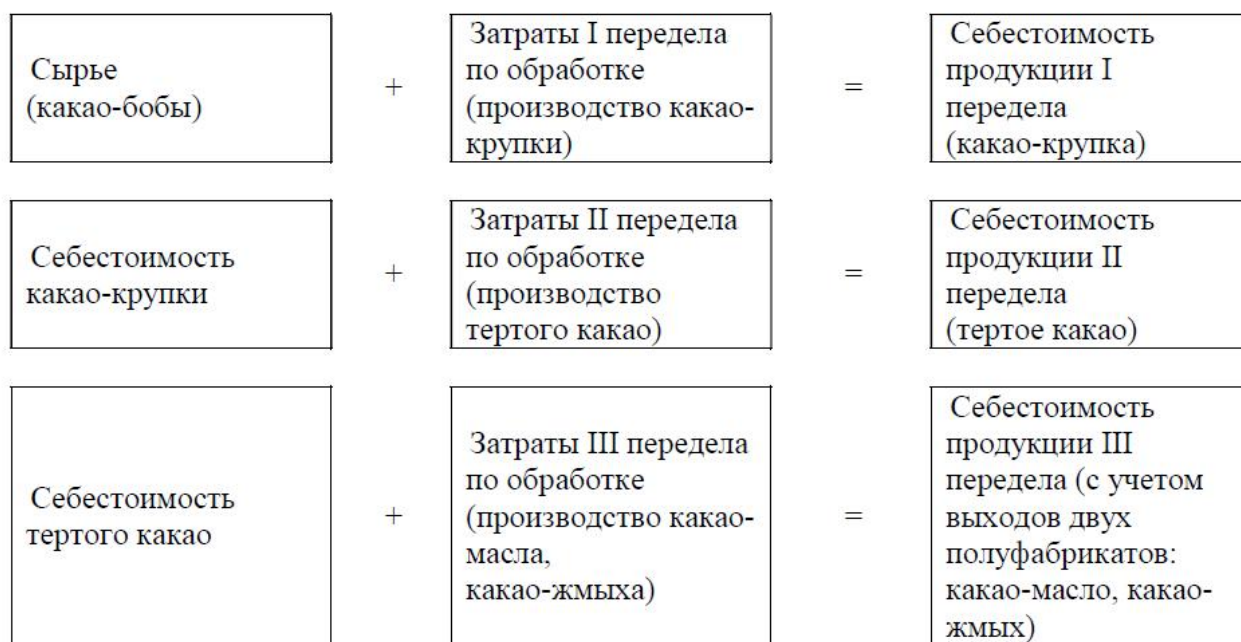 Сырье
(какао-бобы)
+
Затраты I передела
по обработке
(производство какао-
крупки)
=
Себестоимость
продукции I
передела
(какао-крупка)
Себестоимость
какао-крупки
+
Затраты II передела
по обработке
(производство
тертого какао)
=
Себестоимость
продукции II
передела
(тертое какао)
Себестоимость
тертого какао
+
Затраты III передела
по обработке
(производство какао-
масла,
какао-жмыха)
=
Себестоимость
продукции III
передела (с учетом
выходов двух
полуфабрикатов:
какао-масло, какао-
жмых)